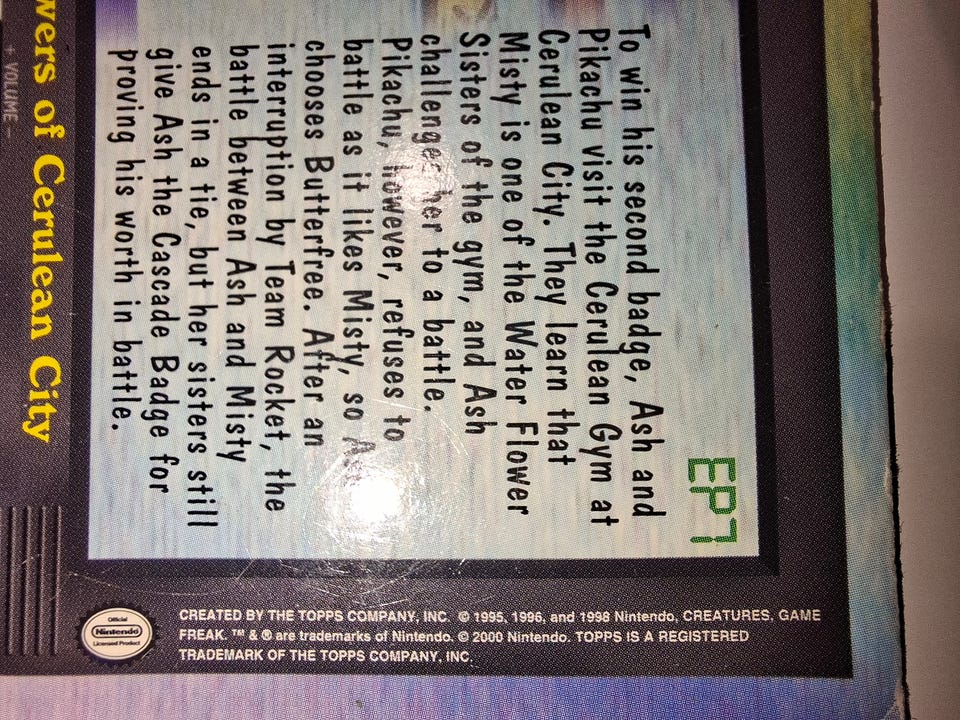 EP7
To win his second badge, Ash and
Pikachu visit the Cerulean Gym at
Cerulean City. They learn that
Misty is one of the Water Flower
Sisters of the gym, and Ash
challenges her to a battle.
Pikachu, however, refuses to
battle as it likes Misty, so
chooses Butterfree. After an
interruption by Team Rocket, the
battle between Ash and Misty
ends in a tie, but her sisters still
give Ash the Cascade Badge for
proving his worth in battle.
wers of Cerulean City
+ VOLUME –
CREATED BY THE TOPPS COMPANY, INC. © 1995, 1996, and 1998 Nintendo, CREATURES, GAME
FREAK. ™ & ® are trademarks of Nintendo. © 2000 Nintendo. TOPPS IS A REGISTERED
TRADEMARK OF THE TOPPS COMPANY, INC.
Official
Nintendo
Licensed Product